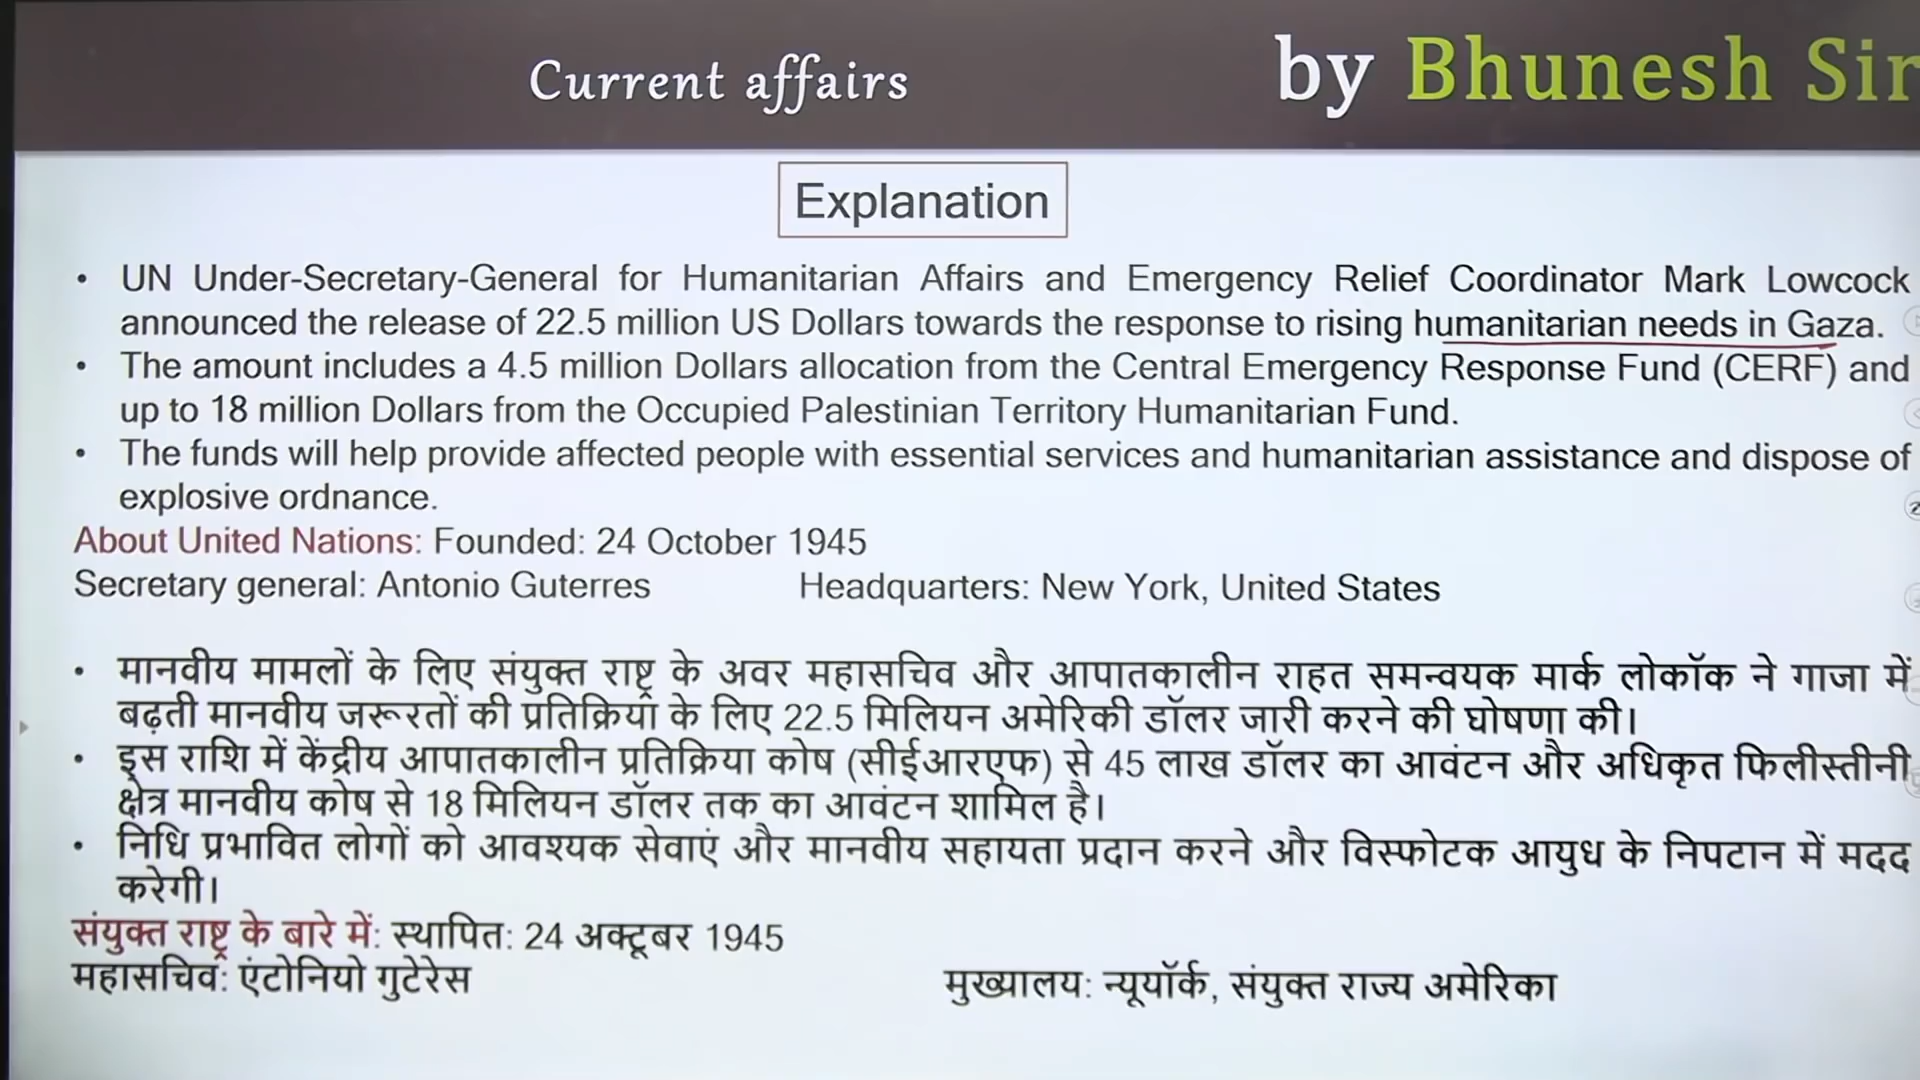 Current affairs
by Bhunesh Sir
Explanation
• UN Under-Secretary-General for Humanitarian Affairs and Emergency Relief Coordinator Mark Lowcock
announced the release of 22.5 million US Dollars towards the response to rising humanitarian needs in Gaza.
• The amount includes a 4.5 million Dollars allocation from the Central Emergency Response Fund (CERF) and
up to 18 million Dollars from the Occupied Palestinian Territory Humanitarian Fund.
• The funds will help provide affected people with essential services and humanitarian assistance and dispose of
explosive ordnance.
About United Nations: Founded: 24 October 1945
Secretary general: Antonio Guterres Headquarters: New York, United States
• मानवीय मामलों के लिए संयुक्त राष्ट्र के अवर महासचिव और आपातकालीन राहत समन्वयक मार्क लोकॉक ने गाजा में
बढ़ती मानवीय जरूरतों की प्रतिक्रिया के लिए 22.5 मिलियन अमेरिकी डॉलर जारी करने की घोषणा की।
• इस राशि में केंद्रीय आपातकालीन प्रतिक्रिया कोष (सीईआरएफ) से 45 लाख डॉलर का आवंटन और अधिकृत फिलीस्तीनी
क्षेत्र मानवीय कोष से 18 मिलियन डॉलर तक का आवंटन शामिल है।
• निधि प्रभावित लोगों को आवश्यक सेवाएं और मानवीय सहायता प्रदान करने और विस्फोटक आयुध के निपटान में मदद
करेगी।
संयुक्त राष्ट्र के बारे में: स्थापित: 24 अक्टूबर 1945
महासचिव: एंटोनियो गुटेरेस मुख्यालय: न्यूयॉर्क, संयुक्त राज्य अमेरिका